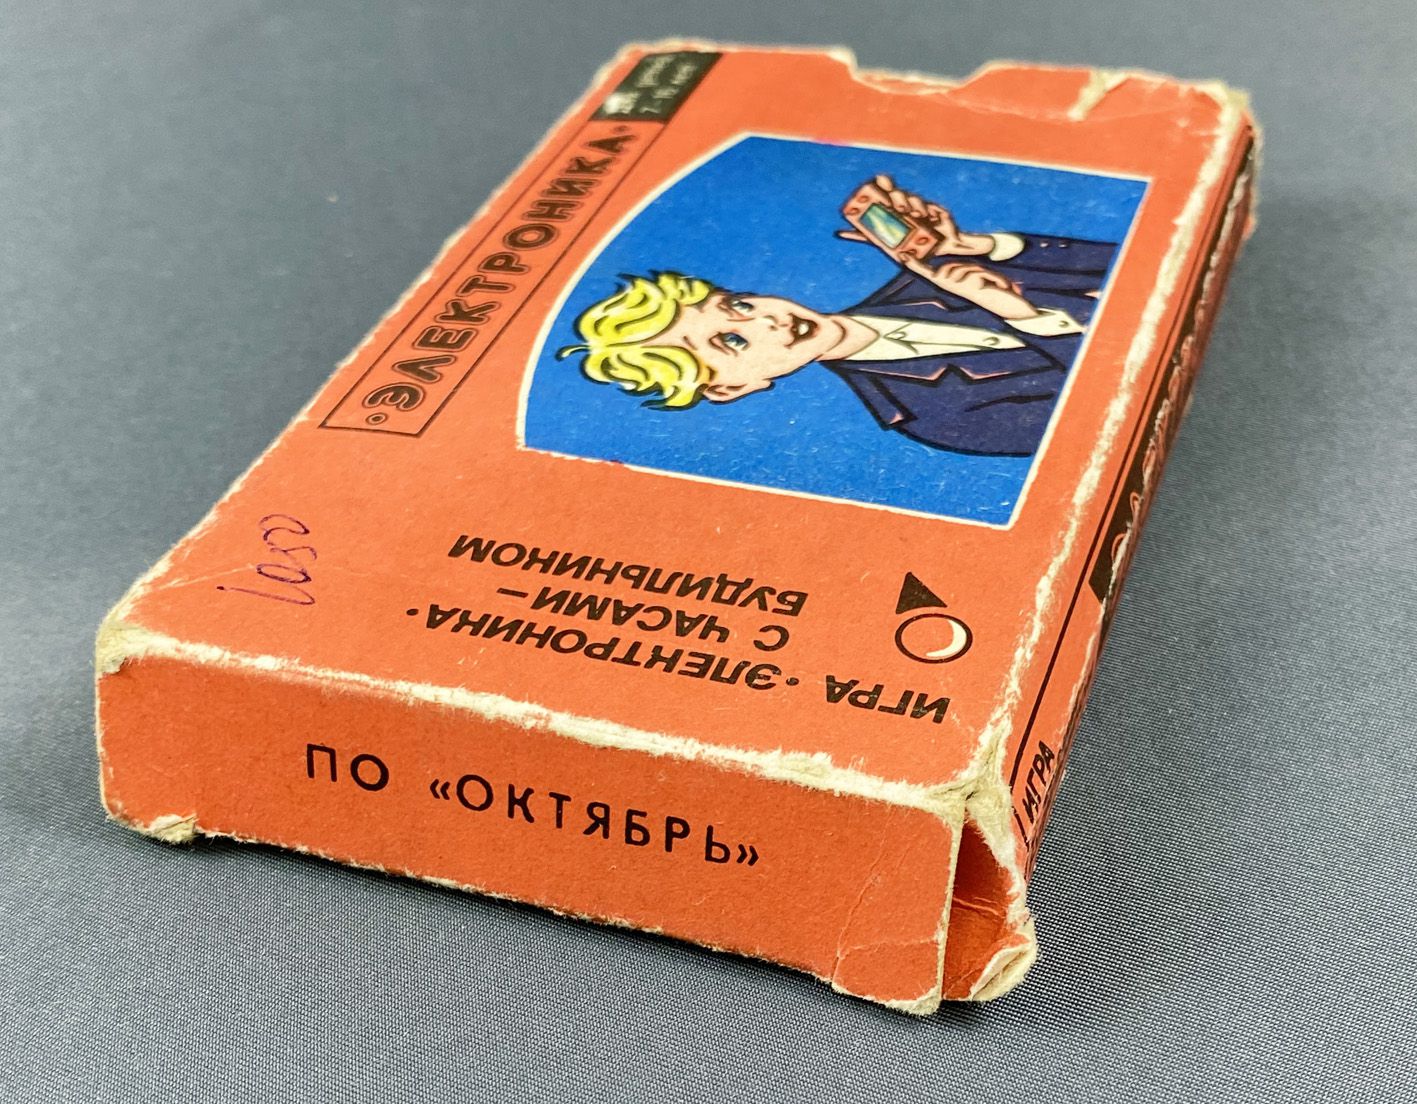 ·ЭЛЕКТРОНИКА·
ИГРА ·ЭЛЕКТРОНИКА·
С ЧАСАМИ –
БУДИЛЬНИКОМ
ПО «ОКТЯБРЬ»
ИГРА